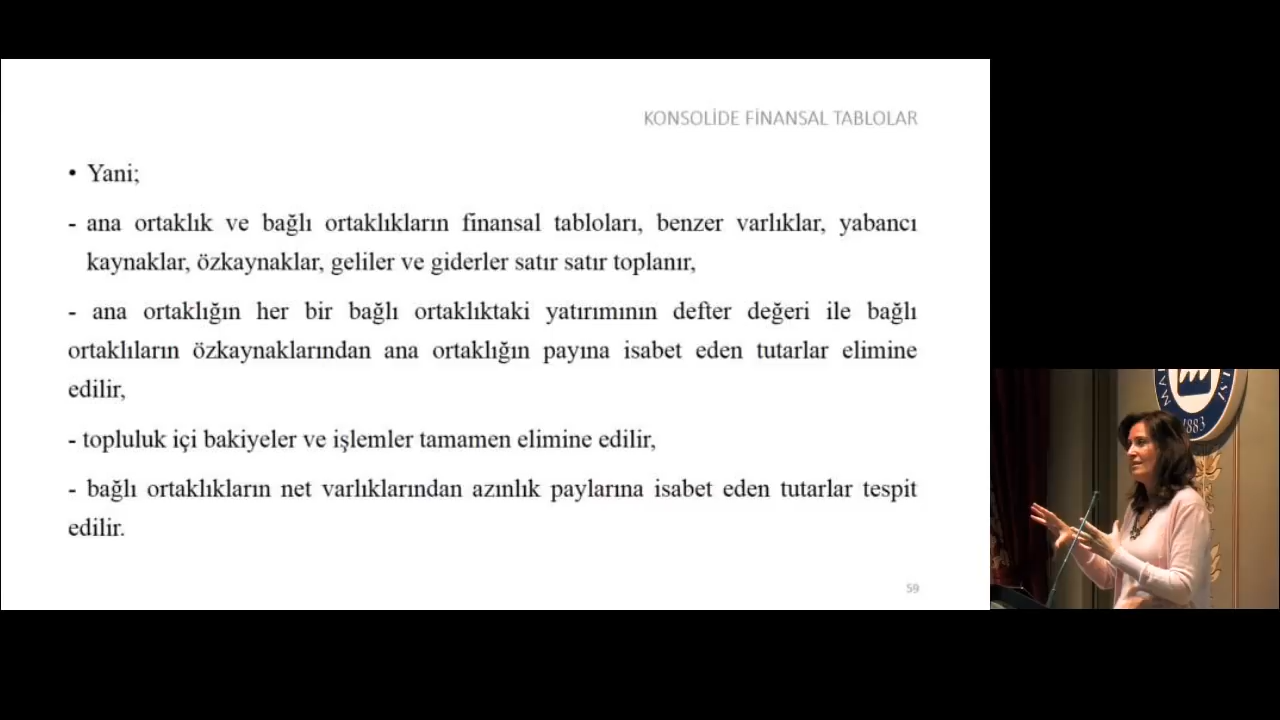 KONSOLİDE FİNANSAL TABLOLAR
• Yani;
- ana ortaklık ve bağlı ortaklıkların finansal tabloları, benzer varlıklar, yabancı
kaynaklar, özkaynaklar, geliler ve giderler satır satır toplanır,
- ana ortaklığın her bir bağlı ortaklıktaki yatırımının defter değeri ile bağlı
ortaklıların özkaynaklarından ana ortaklığın payına isabet eden tutarlar elimine
edilir,
- topluluk içi bakiyeler ve işlemler tamamen elimine edilir,
- bağlı ortaklıkların net varlıklarından azınlık paylarına isabet eden tutarlar tespit
edilir.
59
1883